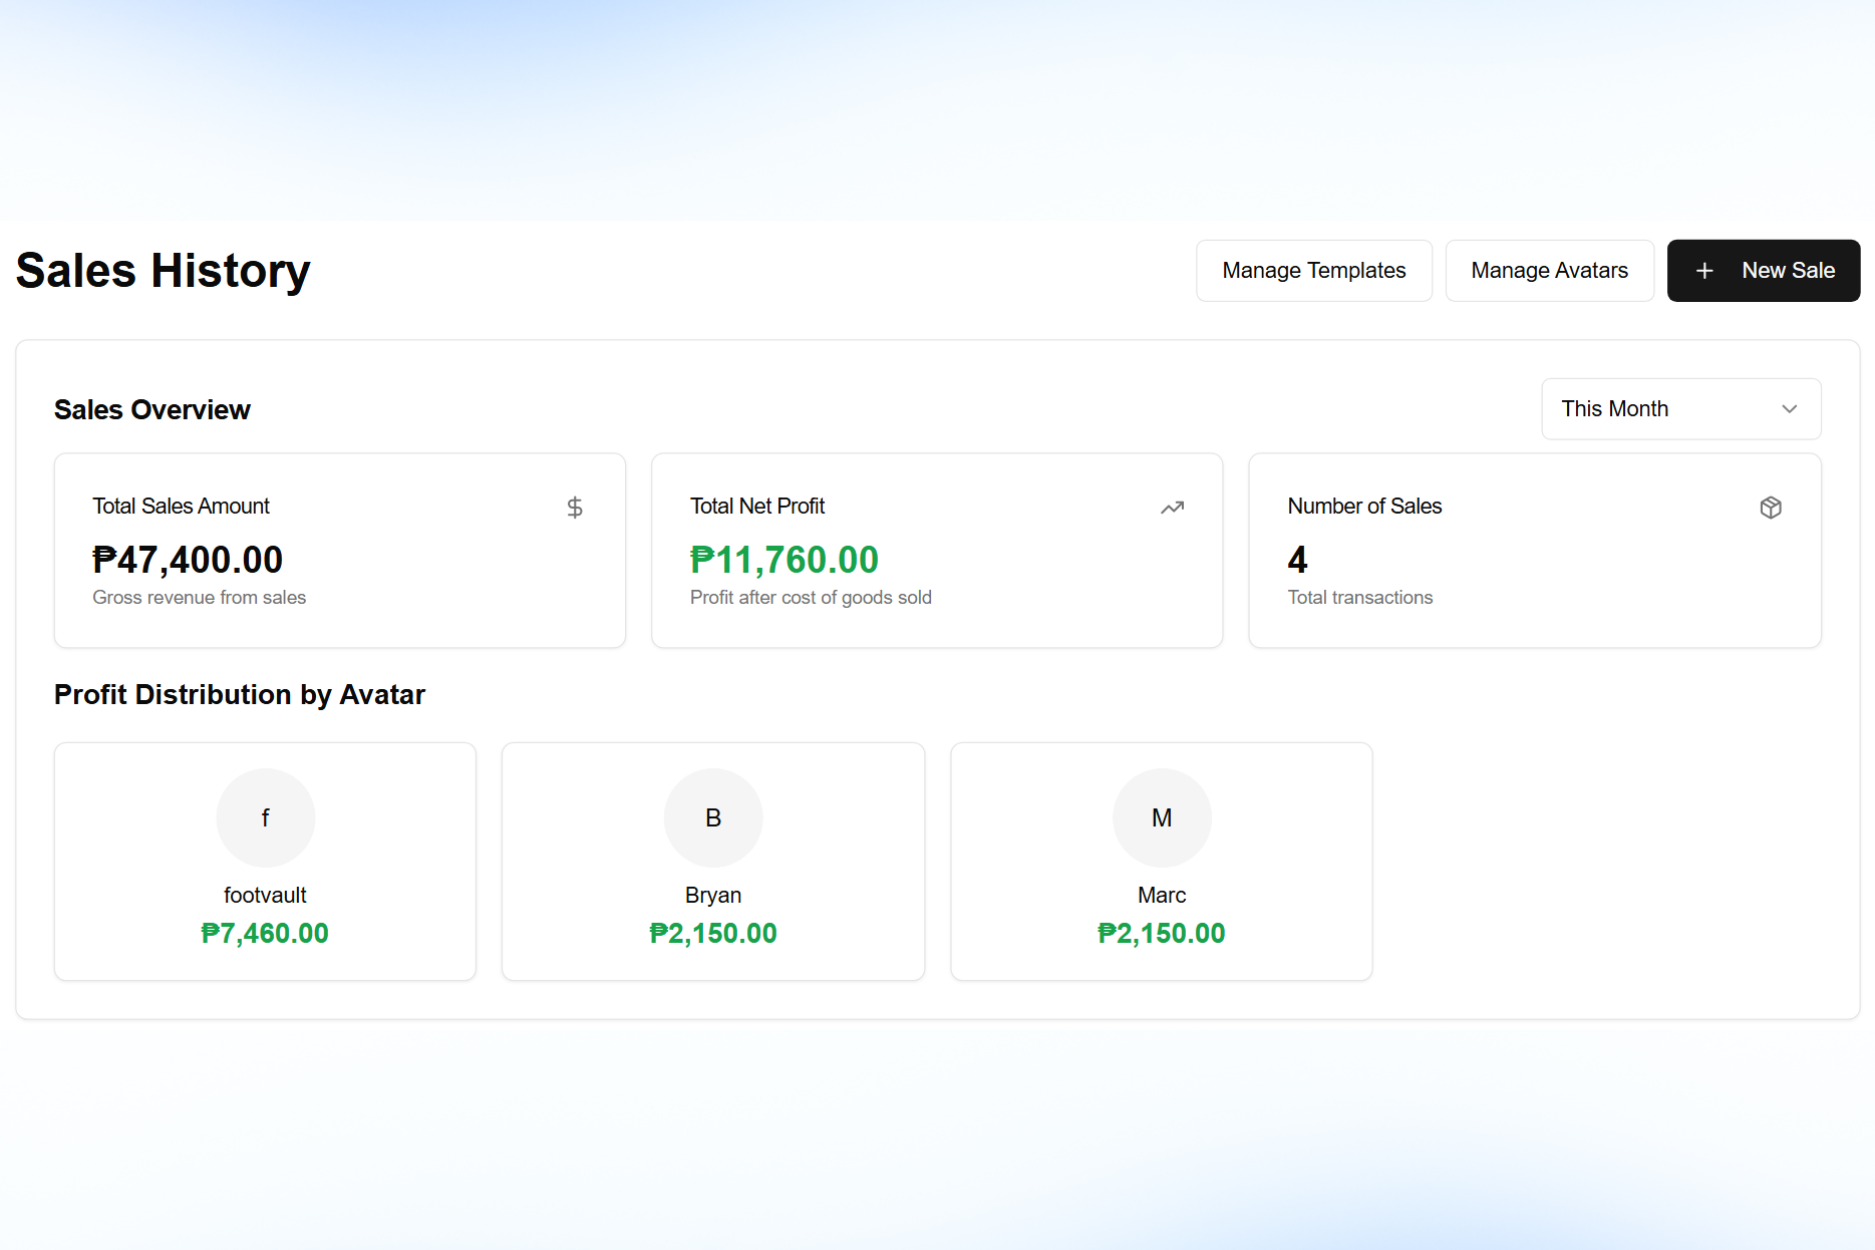 Sales History
Manage Templates
Manage Avatars
New Sale
Sales Overview
This Month
Total Sales Amount
₱47,400.00
Gross revenue from sales
Total Net Profit
₱11,760.00
Profit after cost of goods sold
Number of Sales
4
Total transactions
Profit Distribution by Avatar
f
footvault
₱7,460.00
B
Bryan
₱2,150.00
M
Marc
₱2,150.00